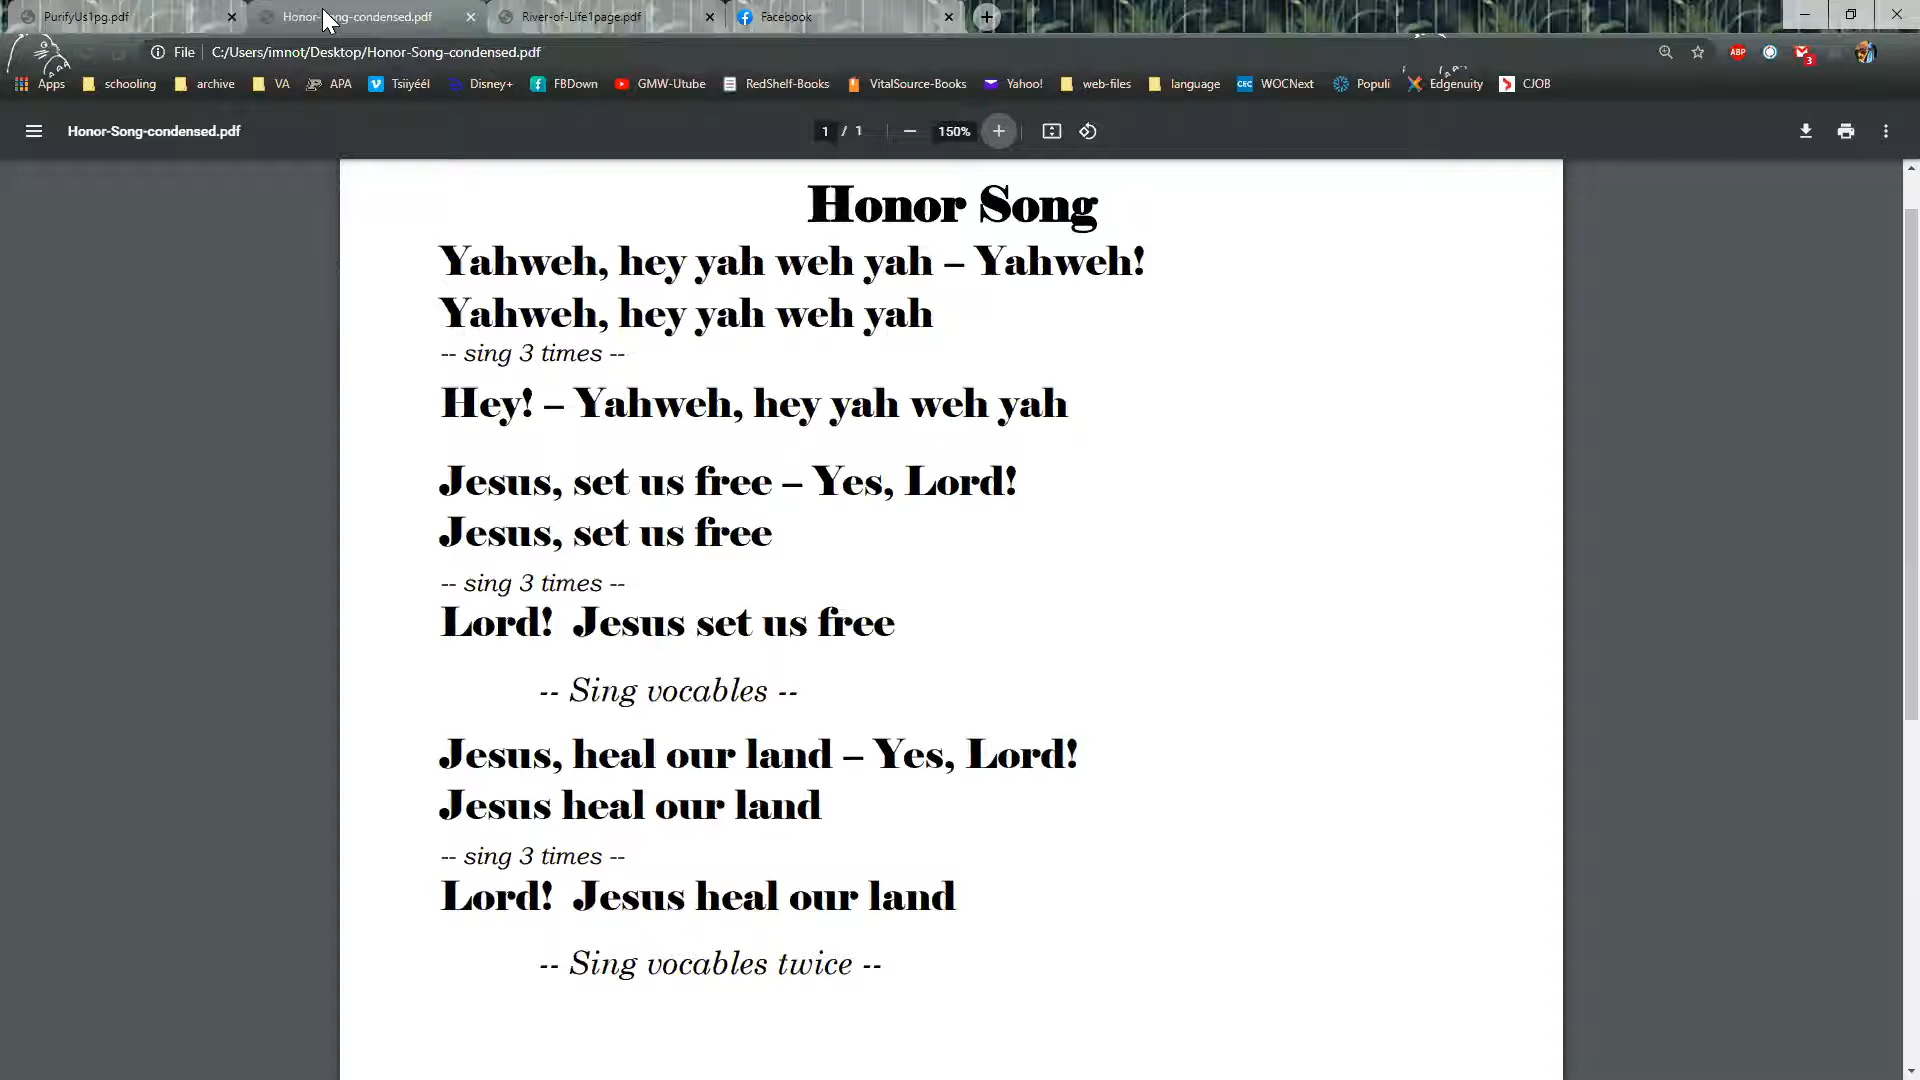 PurifyUs1pg.pdf
Honor-Song-condensed.pdf
River-of-Life1page.pdf
Facebook
File
C:/Users/imnot/Desktop/Honor-Song-condensed.pdf
ABP
3
Apps
schooling
archive
VA
APA
Tsiiyéél
Disney+
FBDown
GMW-Utube
RedShelf-Books
VitalSource-Books
Yahoo!
web-files
language
CEC
WOCNext
Populi
Edgenuity
CJOB
Honor-Song-condensed.pdf
1 / 1
150%
Honor Song
Yahweh, hey yah weh yah – Yahweh!
Yahweh, hey yah weh yah
-- sing 3 times --
Hey! – Yahweh, hey yah weh yah
Jesus, set us free – Yes, Lord!
Jesus, set us free
-- sing 3 times --
Lord!  Jesus set us free
-- Sing vocables --
Jesus, heal our land – Yes, Lord!
Jesus heal our land
-- sing 3 times --
Lord!  Jesus heal our land
-- Sing vocables twice --